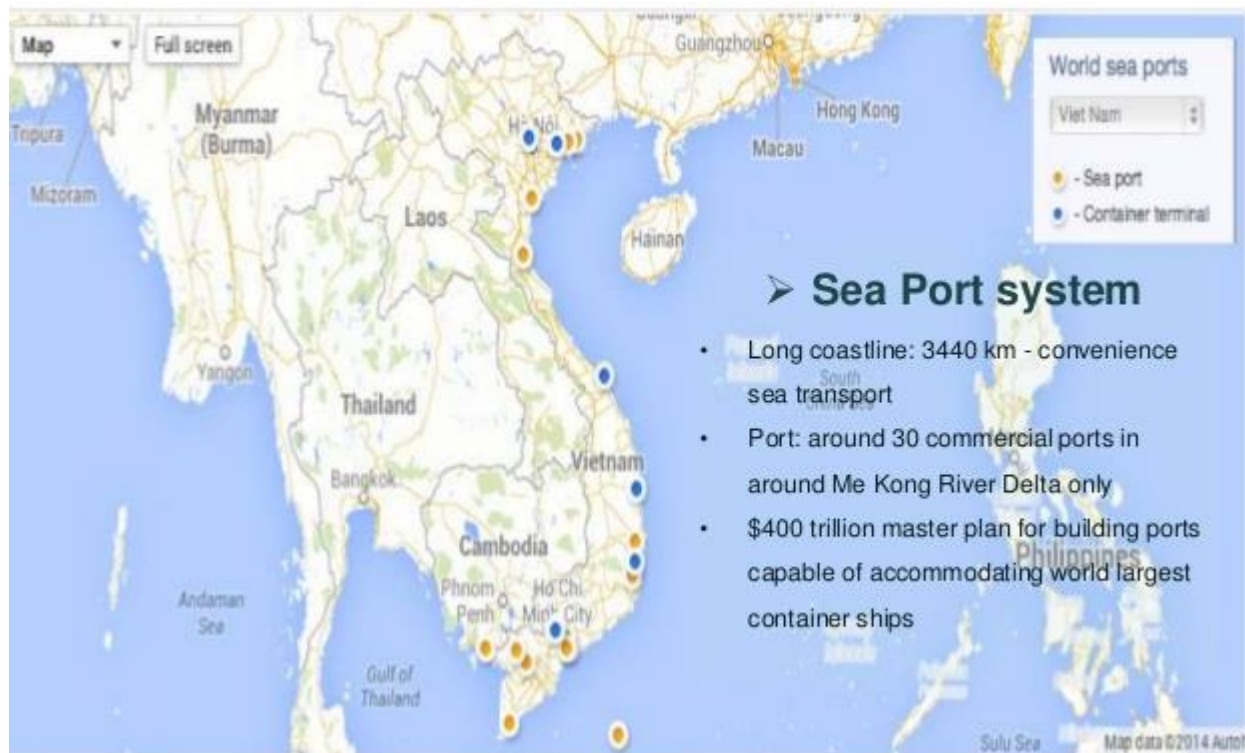 Map
Full screen
Guangzhou
Hong Kong
Macau
World sea ports
Viet Nam
- Sea port
- Container terminal
Myanmar
(Burma)
Tripura
Mizoram
Hà Nội
Laos
Hainan
➢ Sea Port system
• Long coastline: 3440 km - convenience
sea transport
• Port: around 30 commercial ports in
around Me Kong River Delta only
• $400 trillion master plan for building ports
capable of accommodating world largest
container ships
South
Yangon
Thailand
Vietnam
Bangkok
Cambodia
Phnom
Penh
Ho Chi
Minh City
Philippines
Andaman
Sea
Gulf of
Thailand
Sulu Sea
Map data ©2014